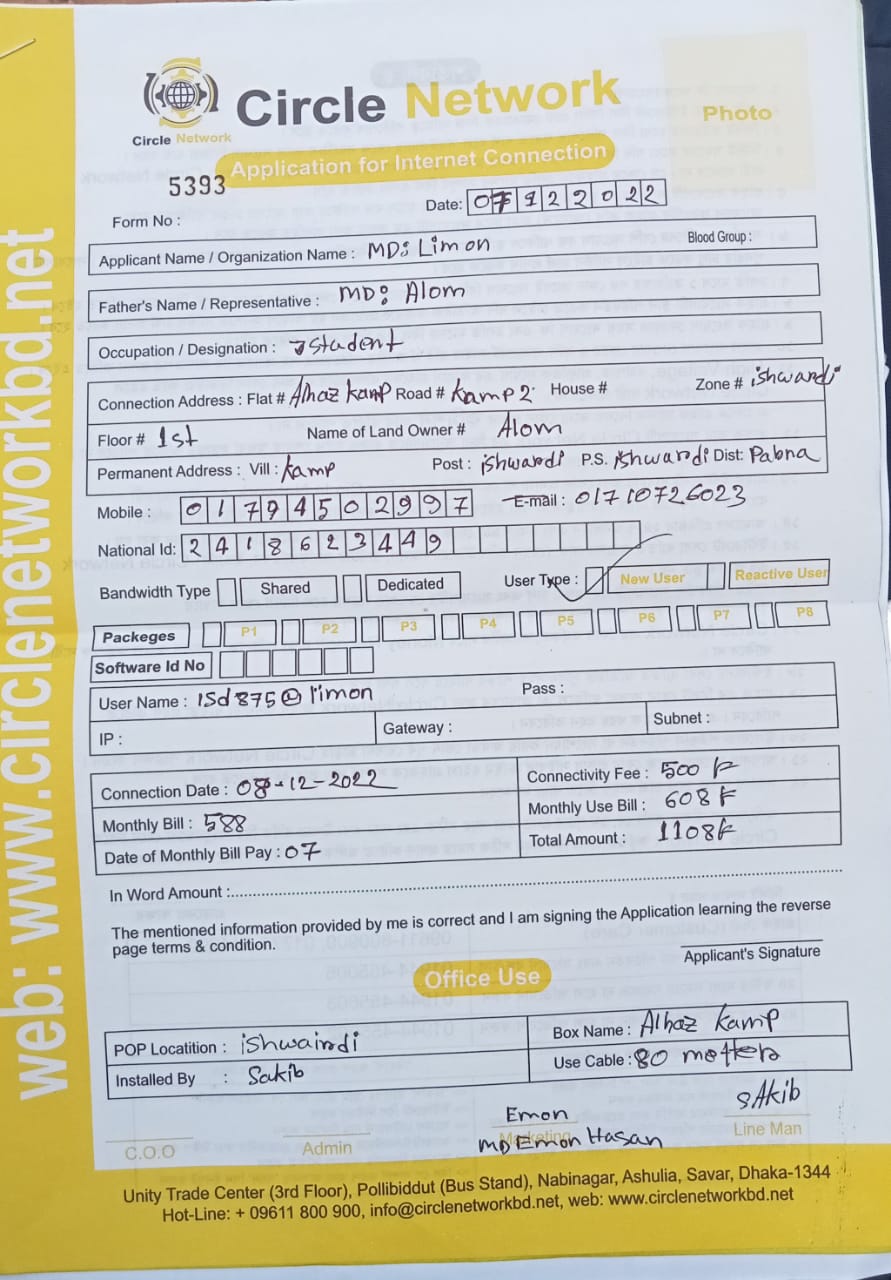 web: www.circlenetworkbd.net
Circle Network
Circle Network
Photo
Application for Internet Connection
5393
Form No :
Date: 07122022
Applicant Name / Organization Name : MD: Limon Blood Group :
Father's Name / Representative : MD: Alom
Occupation / Designation : Student
Connection Address : Flat # Alhaz Kamp Road # Kamp 2 House # Zone # ishwardi
Floor # 1st Name of Land Owner # Alom
Permanent Address : Vill : Kamp Post : ishwardi P.S. ishwardi Dist: Pabna
Mobile : 01794502997 E-mail : 01710726023
National Id: 2418623449
Bandwidth Type Shared Dedicated User Type : New User Reactive User
Packeges P1 P2 P3 P4 P5 P6 P7 P8
Software Id No
User Name : ISd875@limon Pass :
IP : Gateway : Subnet :
Connection Date : 08-12-2022 Connectivity Fee : 500 ৳
Monthly Bill : 588 Monthly Use Bill : 608 ৳
Date of Monthly Bill Pay : 07 Total Amount : 1108 ৳
In Word Amount :
The mentioned information provided by me is correct and I am signing the Application learning the reverse
page terms & condition.
Applicant's Signature
Office Use
POP Locatition : ishwairdi Box Name : Alhaz Kamp
Installed By : Sakib Use Cable : 80 metters
Emon SAkib
C.O.O Admin Marketing Line Man
MD Emon Hasan
Unity Trade Center (3rd Floor), Pollibiddut (Bus Stand), Nabinagar, Ashulia, Savar, Dhaka-1344
Hot-Line: + 09611 800 900, info@circlenetworkbd.net, web: www.circlenetworkbd.net